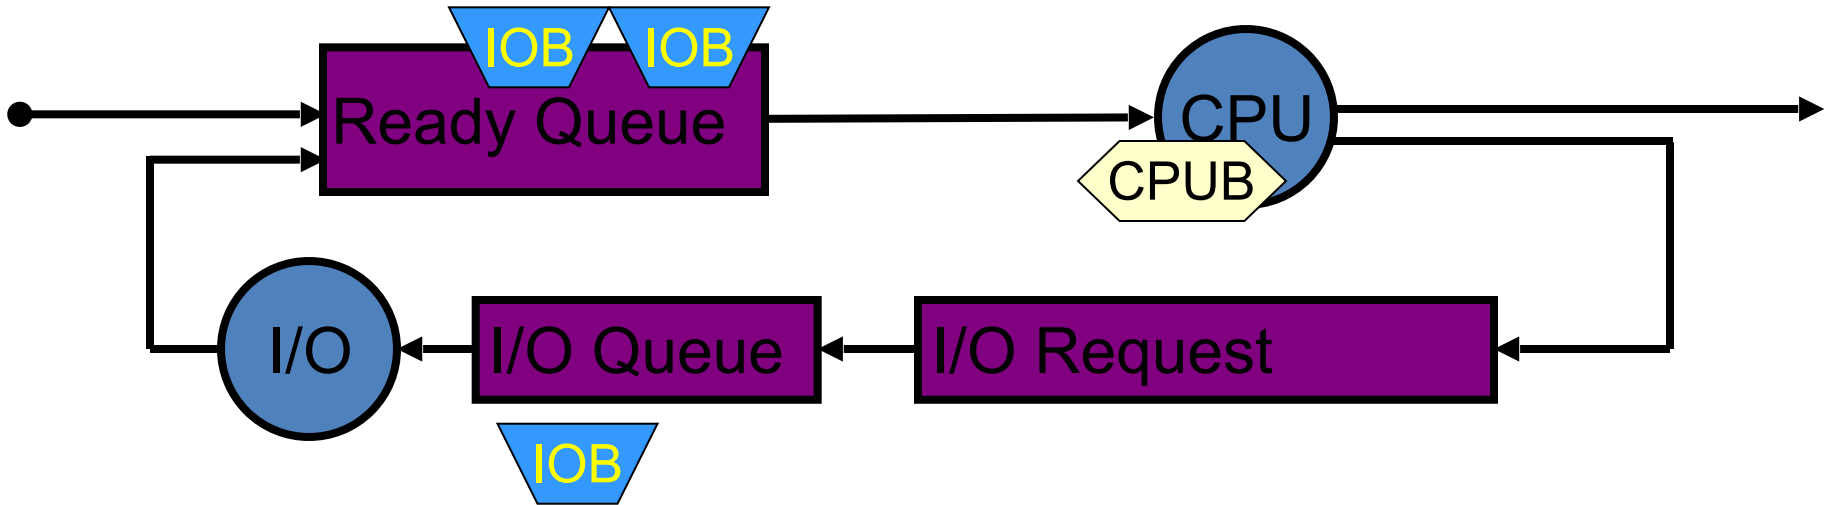 IOB
IOB
Ready Queue
CPU
CPUB
I/O
I/O Queue
I/O Request
IOB